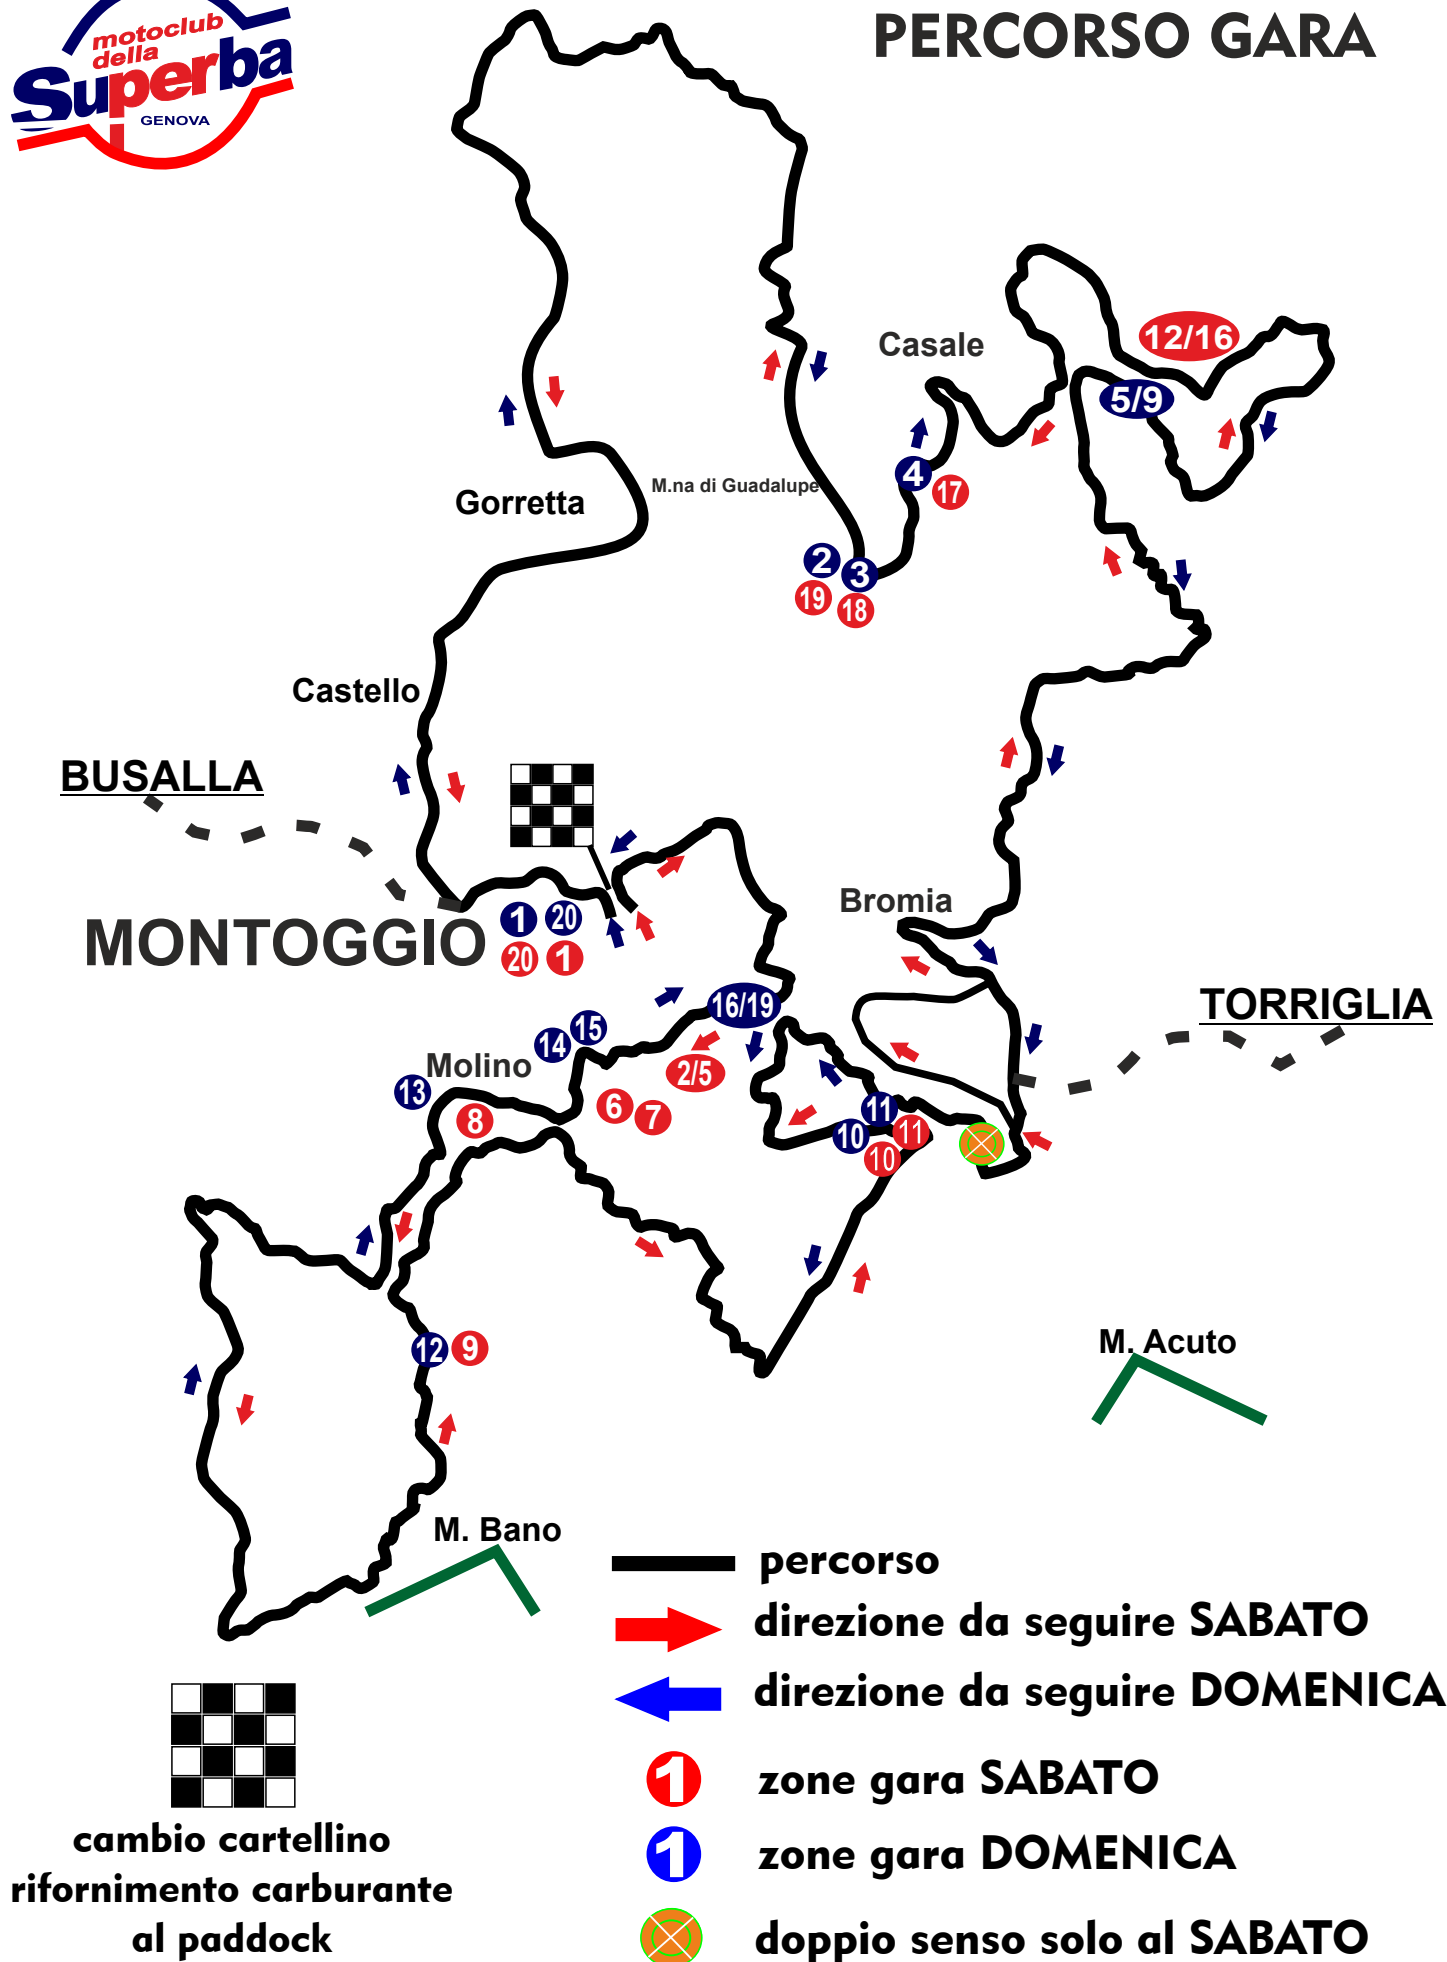 motoclub
della
Superba
GENOVA
PERCORSO GARA
12/16
Casale
5/9
4
17
M.na di Guadalupe
Gorretta
2
3
19
18
Castello
BUSALLA
Bromia
MONTOGGIO
1
20
20
1
TORRIGLIA
16/19
15
14
Molino
2/5
13
6
7
8
11
10
11
10
12
9
M. Acuto
M. Bano
percorso
direzione da seguire SABATO
direzione da seguire DOMENICA
1 zone gara SABATO
1 zone gara DOMENICA
doppio senso solo al SABATO
cambio cartellino
rifornimento carburante
al paddock